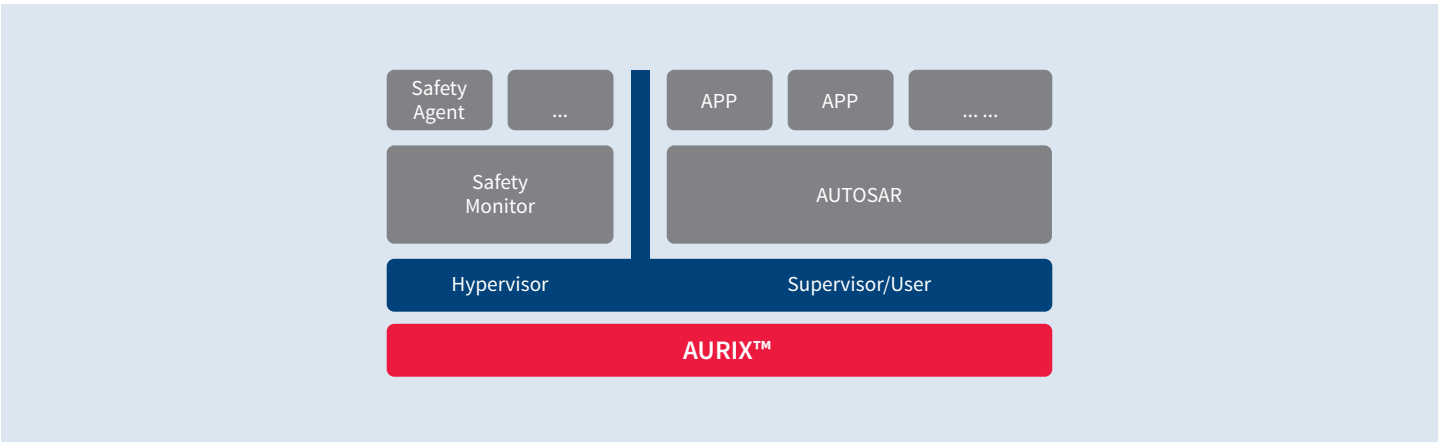 Safety
Agent
...
APP
APP
... ...
Safety
Monitor
AUTOSAR
Hypervisor
Supervisor/User
AURIX™